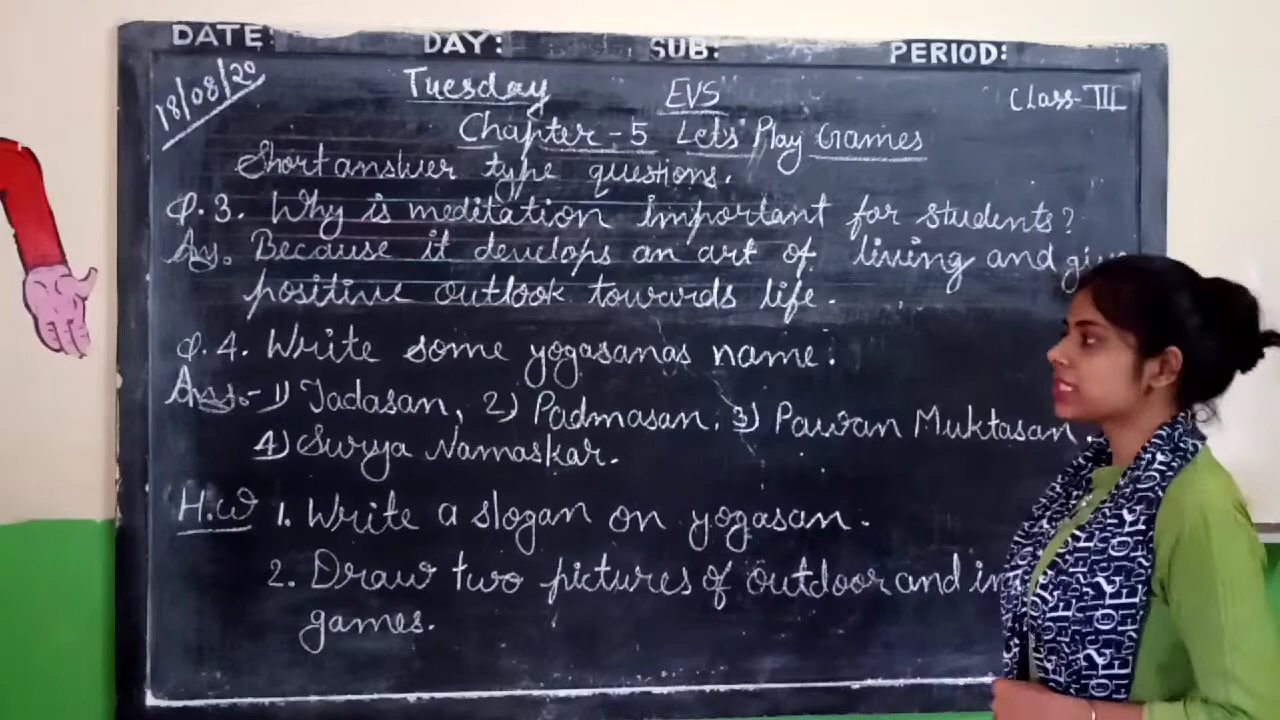 DATE: DAY: SUB: PERIOD:
18/08/20 Tuesday EVS Class-III
Chapter-5 Lets' Play Games
Short answer type questions.
Q.3. Why is meditation important for students?
Ans. Because it develops an art of living and
positive outlook towards life.
Q.4. Write some yogasanas name.
Ans.- 1) Tadasan, 2) Padmasan. 3) Pawan Muktasan.
4) Surya Namaskar.
H.W 1. Write a slogan on yogasan.
2. Draw two pictures of outdoor and
games.